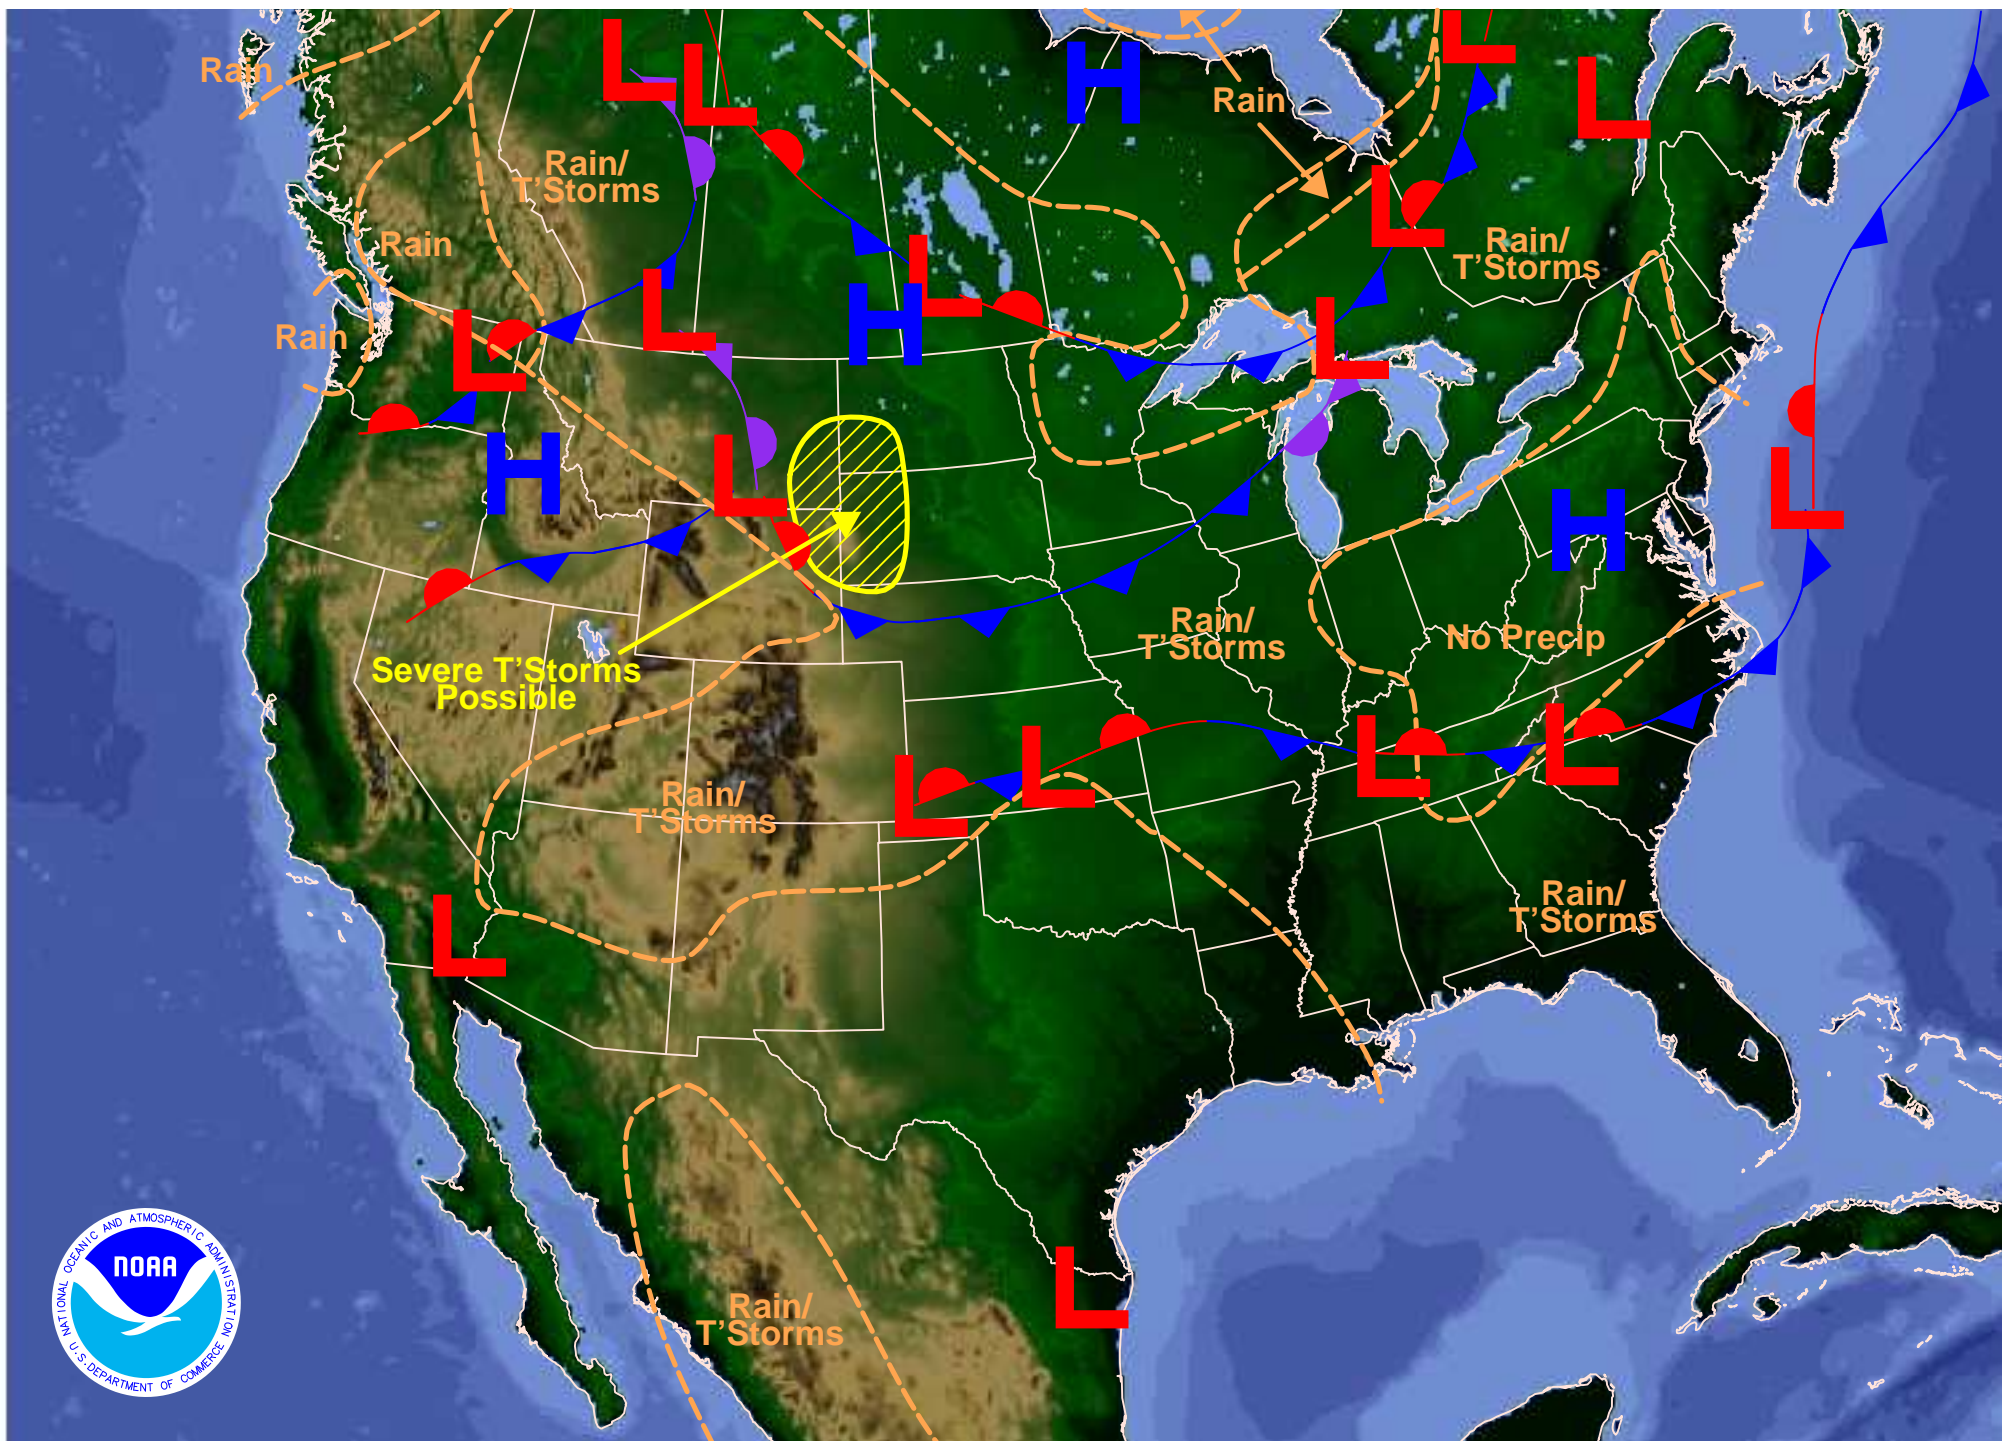 L
L
L
L
H
Rain
Rain
Rain/
T'Storms
L
Rain
Rain/
T'Storms
L
L
H
L
L
Rain
L
H
L
L
H
Rain/
T'Storms
No Precip
Severe T'Storms
Possible
L
L
L
L
Rain/
T'Storms
Rain/
T'Storms
L
L
Rain/
T'Storms
NATIONAL OCEANIC AND ATMOSPHERIC ADMINISTRATION
NOAA
U.S. DEPARTMENT OF COMMERCE